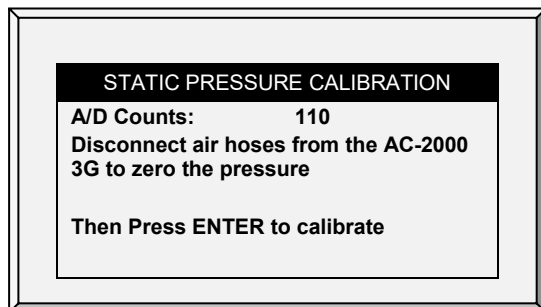 STATIC PRESSURE CALIBRATION
A/D Counts: 110
Disconnect air hoses from the AC-2000
3G to zero the pressure
Then Press ENTER to calibrate